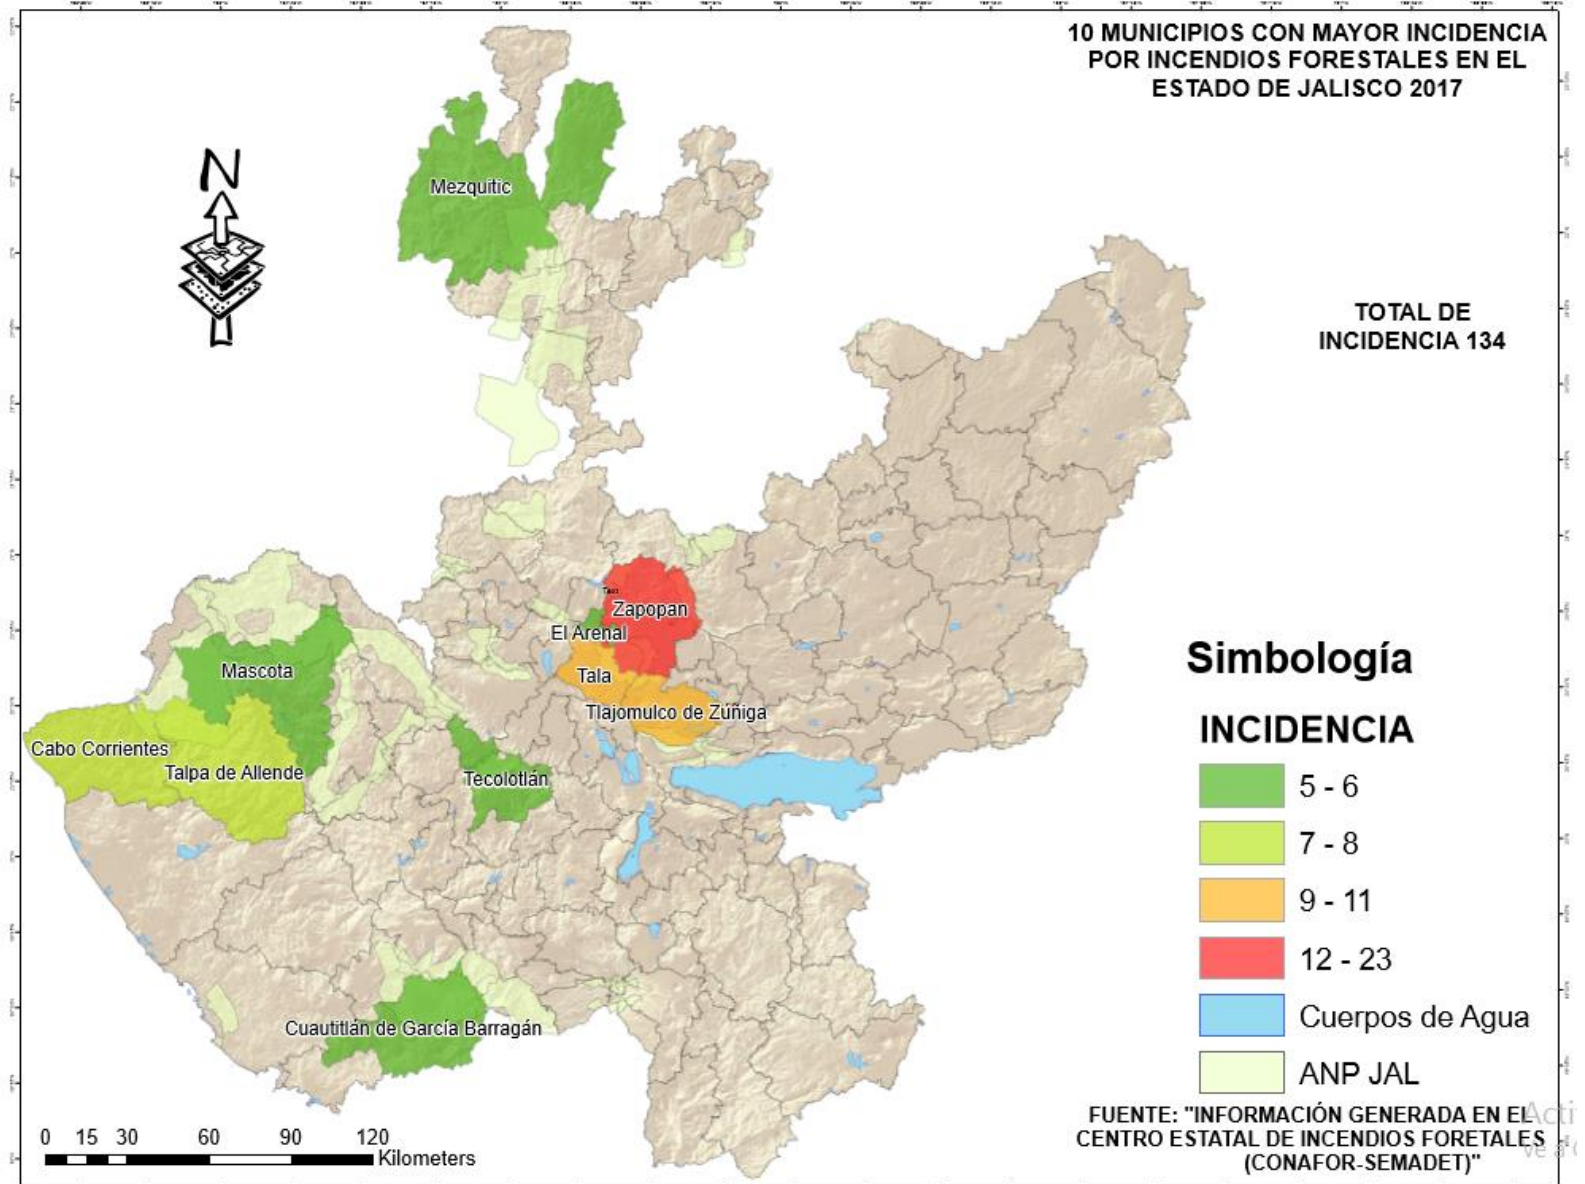 10 MUNICIPIOS CON MAYOR INCIDENCIA
POR INCENDIOS FORESTALES EN EL
ESTADO DE JALISCO 2017
N
Mezquitic
TOTAL DE
INCIDENCIA 134
Zapopan
El Arenal
Tala
Mascota
Tlajomulco de Zúñiga
Cabo Corrientes
Talpa de Allende
Tecolotlán
Cuautitlán de García Barragán
Simbología
INCIDENCIA
5 - 6
7 - 8
9 - 11
12 - 23
Cuerpos de Agua
ANP JAL
FUENTE: "INFORMACIÓN GENERADA EN EL
CENTRO ESTATAL DE INCENDIOS FORETALES
(CONAFOR-SEMADET)"
0 15 30 60 90 120
Kilometers